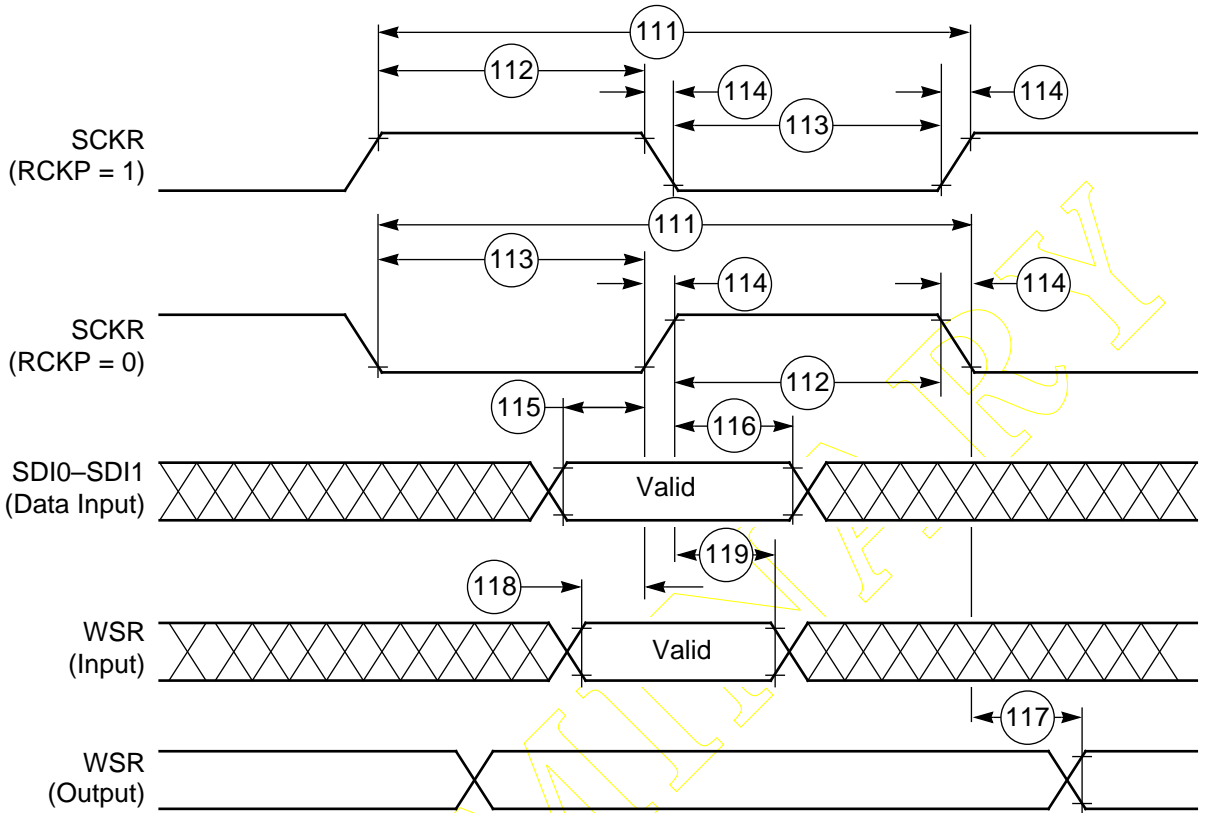 111
112
114
114
113
SCKR
(RCKP = 1)
111
113
114
114
SCKR
(RCKP = 0)
112
115
116
SDI0–SDI1
(Data Input)
Valid
119
118
WSR
(Input)
Valid
117
WSR
(Output)
MINARY